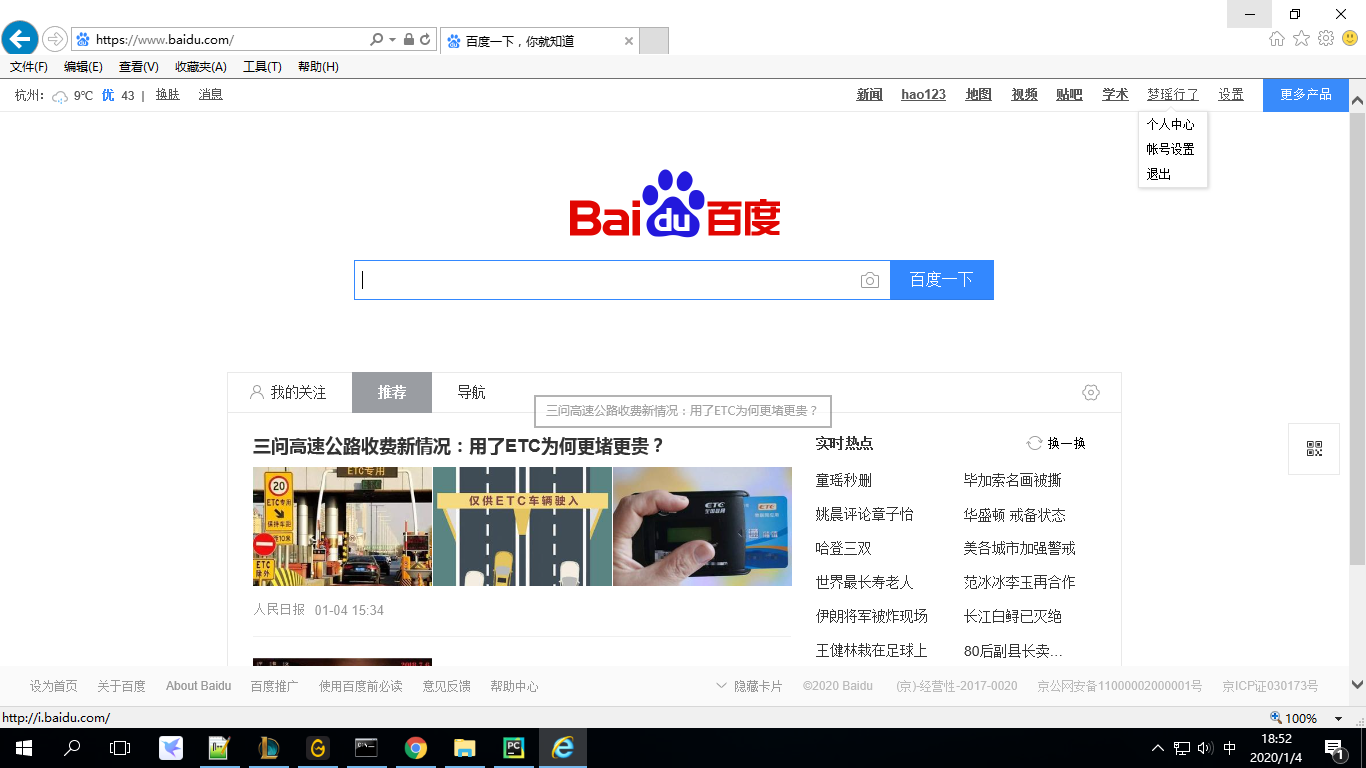 https://www.baidu.com/
百度一下，你就知道
文件(F) 编辑(E) 查看(V) 收藏夹(A) 工具(T) 帮助(H)
杭州： 9℃ 优 43 | 换肤 消息
新闻 hao123 地图 视频 贴吧 学术 梦瑶行了 设置 更多产品
个人中心
帐号设置
退出
Bai du 百度
百度一下
我的关注 推荐 导航
三问高速公路收费新情况：用了ETC为何更堵更贵？
三问高速公路收费新情况：用了ETC为何更堵更贵？
ETC专用
20
ETC专用
保持车距
ETC
除外
仅供ETC车辆驶入
ETC
ETC
人民日报 01-04 15:34
实时热点 换一换
童瑶秒删 毕加索名画被撕
姚晨评论章子怡 华盛顿 戒备状态
哈登三双 美各城市加强警戒
世界最长寿老人 范冰冰李玉再合作
伊朗将军被炸现场 长江白鲟已灭绝
王健林栽在足球上 80后副县长卖...
设为首页 关于百度 About Baidu 百度推广 使用百度前必读 意见反馈 帮助中心 隐藏卡片 ©2020 Baidu (京)-经营性-2017-0020 京公网安备11000002000001号 京ICP证030173号
http://i.baidu.com/
100%
中
18:52
2020/1/4
1